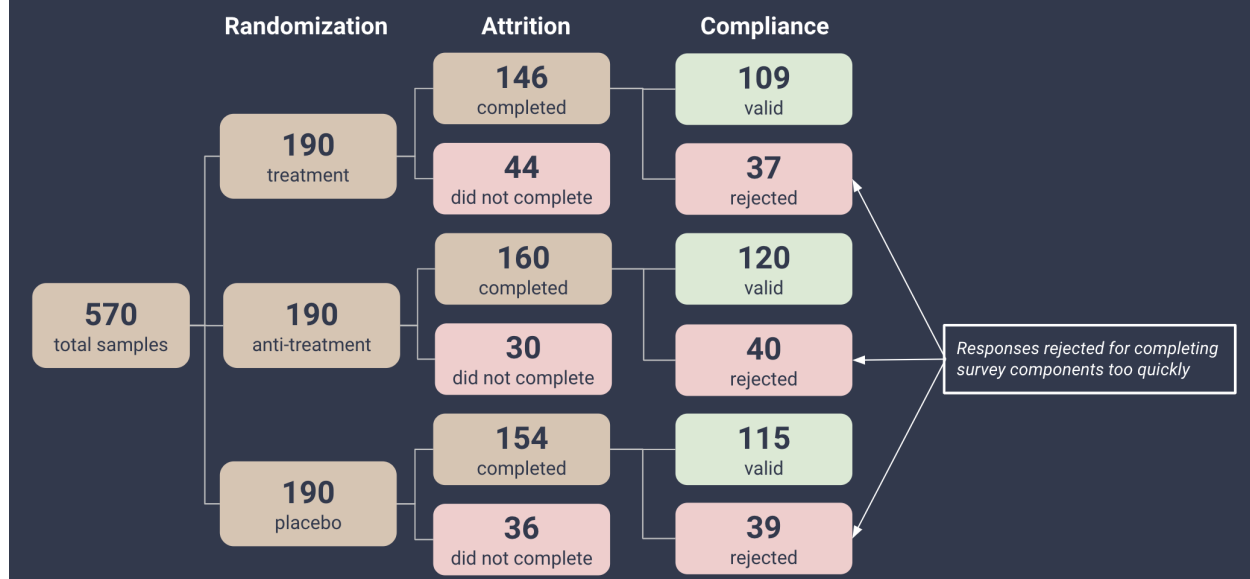 Randomization
Attrition
Compliance
146
completed
109
valid
190
treatment
44
did not complete
37
rejected
160
completed
120
valid
570
total samples
190
anti-treatment
30
did not complete
40
rejected
Responses rejected for completing
survey components too quickly
154
completed
115
valid
190
placebo
36
did not complete
39
rejected